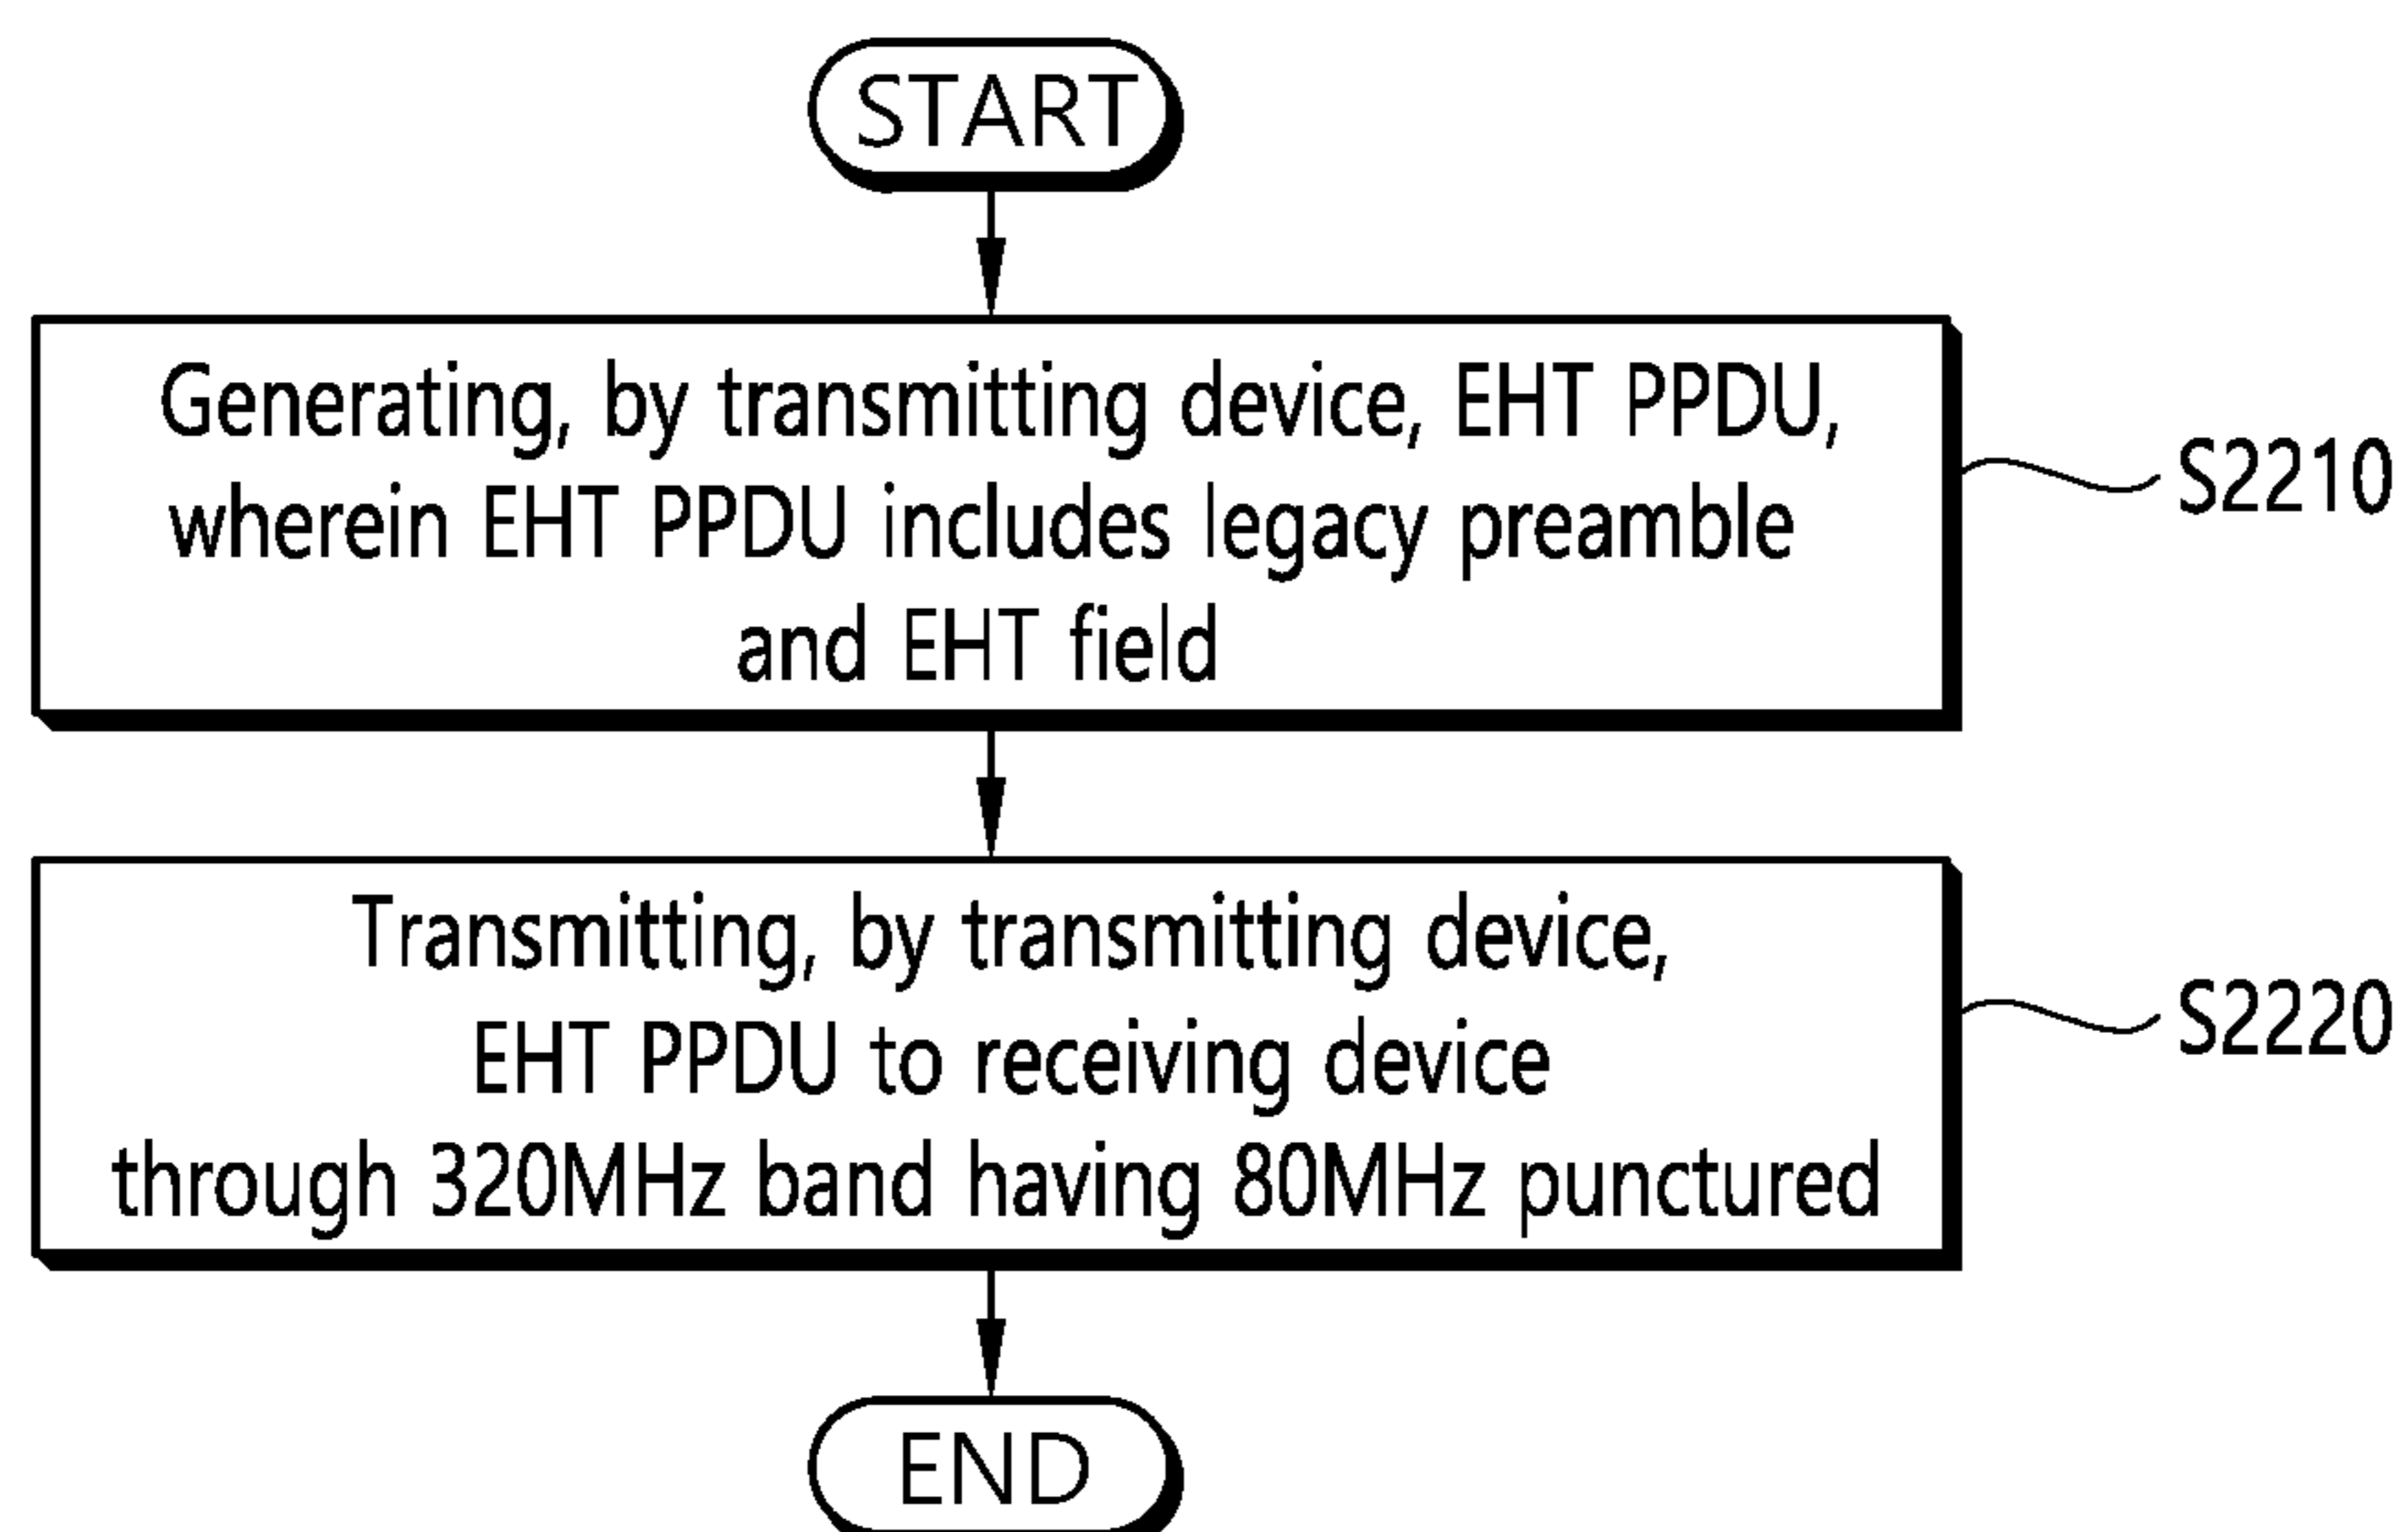 START
Generating, by transmitting device, EHT PPDU,
wherein EHT PPDU includes legacy preamble
and EHT field
S2210
Transmitting, by transmitting device,
EHT PPDU to receiving device
through 320MHz band having 80MHz punctured
S2220
END